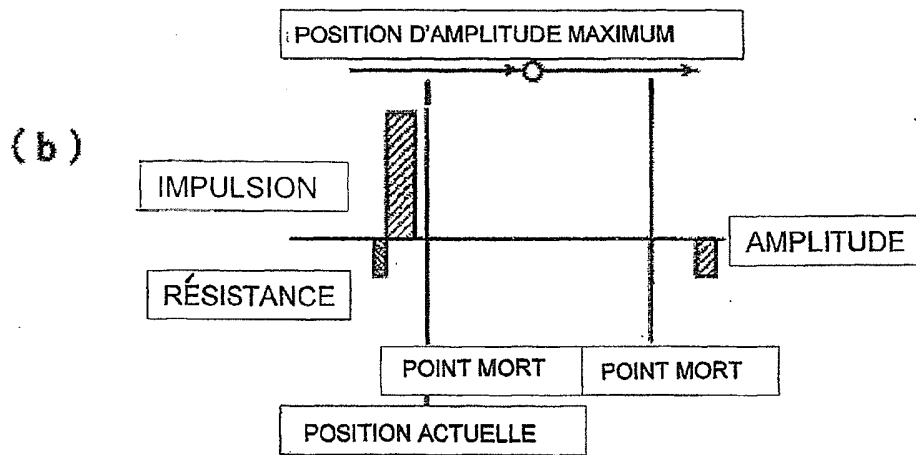 POSITION D'AMPLITUDE MAXIMUM
(b)
IMPULSION
AMPLITUDE
RÉSISTANCE
POINT MORT POINT MORT
POSITION ACTUELLE